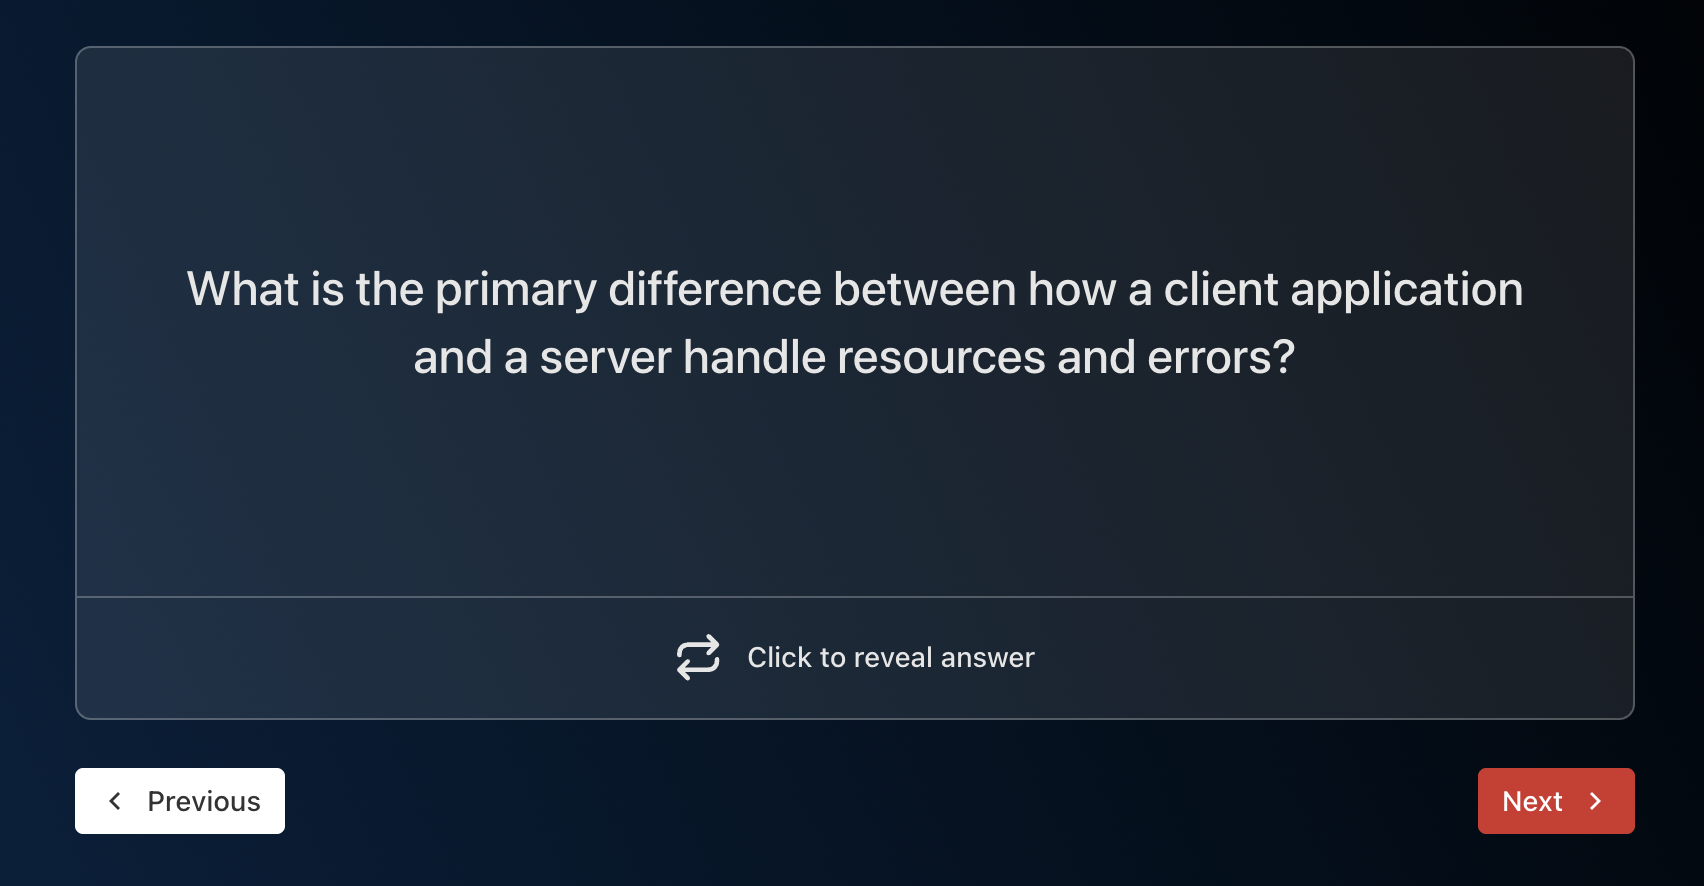 What is the primary difference between how a client application
and a server handle resources and errors?
Click to reveal answer
Previous
Next